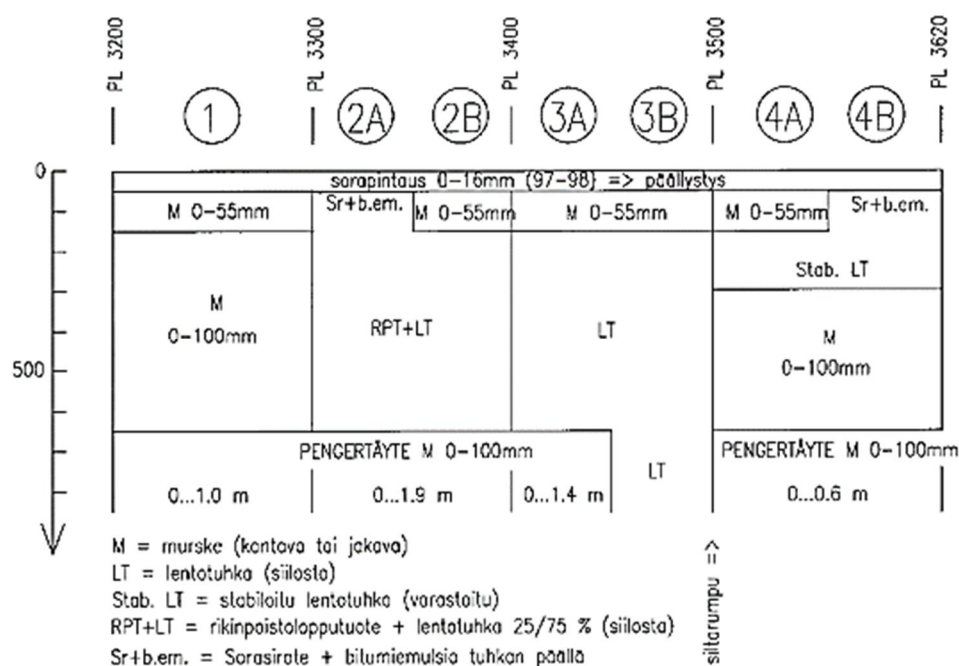 PL 3200
PL 3300
PL 3400
PL 3500
PL 3620
1 2A 2B 3A 3B 4A 4B
0
sorapintaus 0-16mm (97-98) => päällystys
M 0-55mm Sr+b.em. M 0-55mm M 0-55mm M 0-55mm Sr+b.em.
Stab. LT
M
0-100mm
RPT+LT
LT
M
0-100mm
500
PENGERTÄYTE M 0-100mm
LT
PENGERTÄYTE M 0-100mm
0...1.0 m 0...1.9 m 0...1.4 m 0...0.6 m
M = murske (kantava tai jakava)
LT = lentotuhka (siilosta)
Stab. LT = stabiloitu lentotuhka (varastoitu)
RPT+LT = rikinpoistolopputuote + lentotuhka 25/75 % (siilosta)
Sr+b.em. = Sorasirote + bitumiemulsio tuhkan päällä
siltarumpu =>